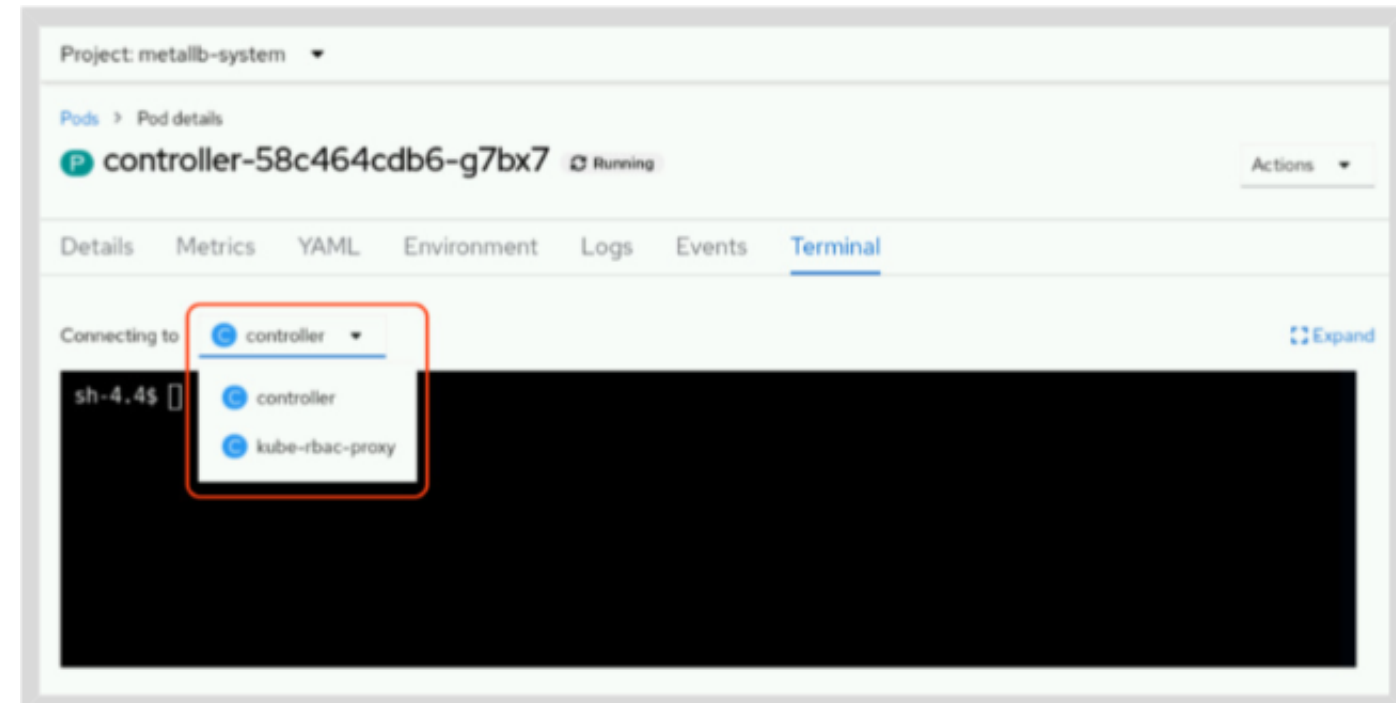 Project: metallb-system
Pods > Pod details
P controller-58c464cdb6-g7bx7 Running
Actions
Details Metrics YAML Environment Logs Events Terminal
Connecting to C controller
Expand
sh-4.4$
C controller
C kube-rbac-proxy